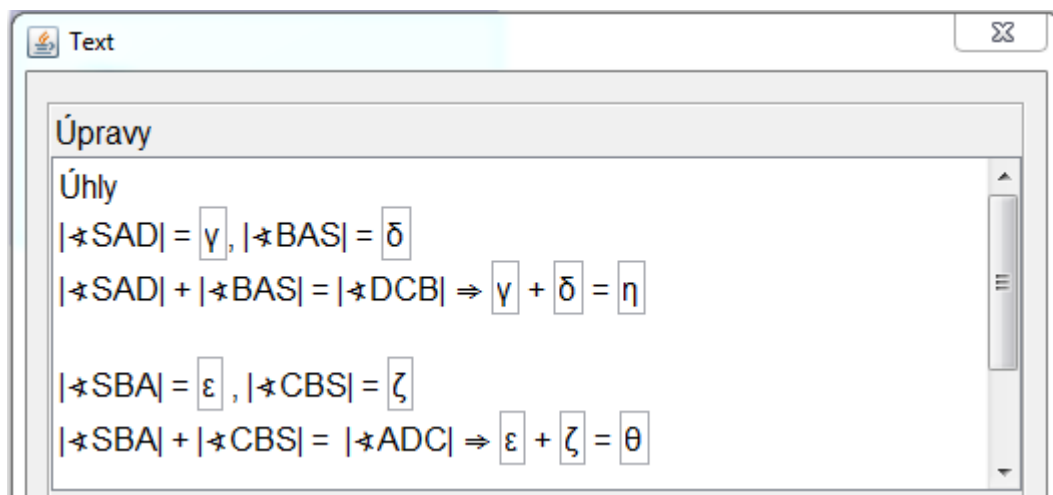 Text
Úpravy
Úhly
|∢SAD| = γ, |∢BAS| = δ
|∢SAD| + |∢BAS| = |∢DCB| ⇒ γ + δ = η
|∢SBA| = ε , |∢CBS| = ζ
|∢SBA| + |∢CBS| = |∢ADC| ⇒ ε + ζ = θ